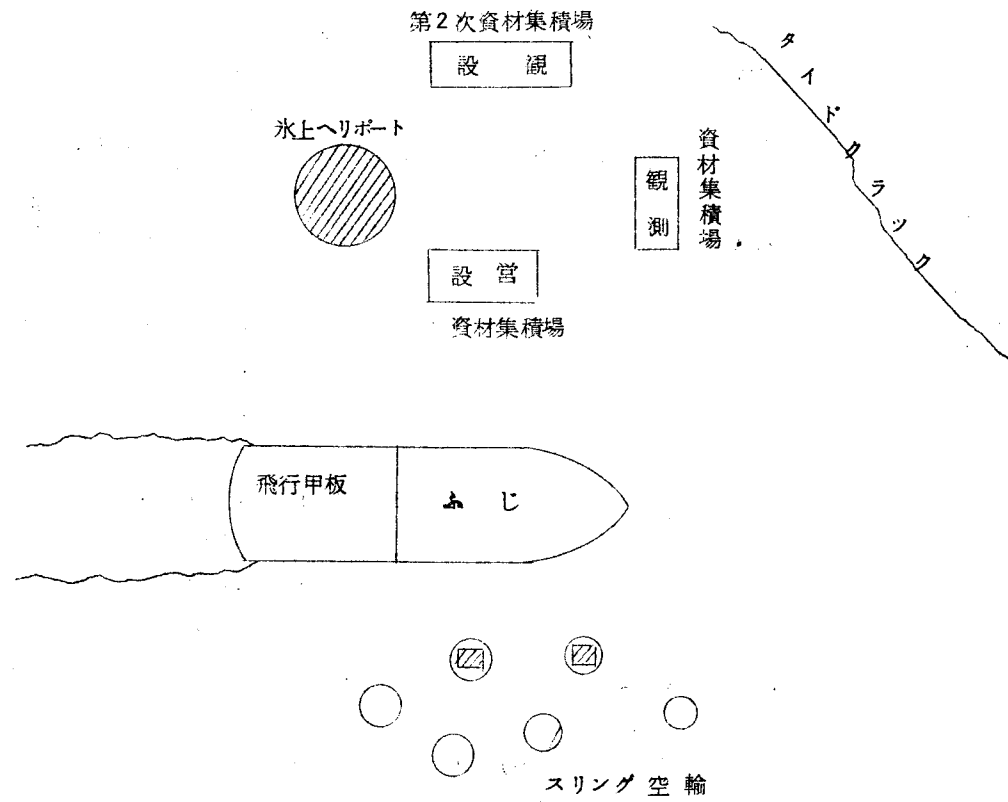 第2次資材集積場
設 観
タイドクラック
氷上ヘリポート
資材集積場
観測
設営
資材集積場
飛行甲板
ふじ
スリング空輸